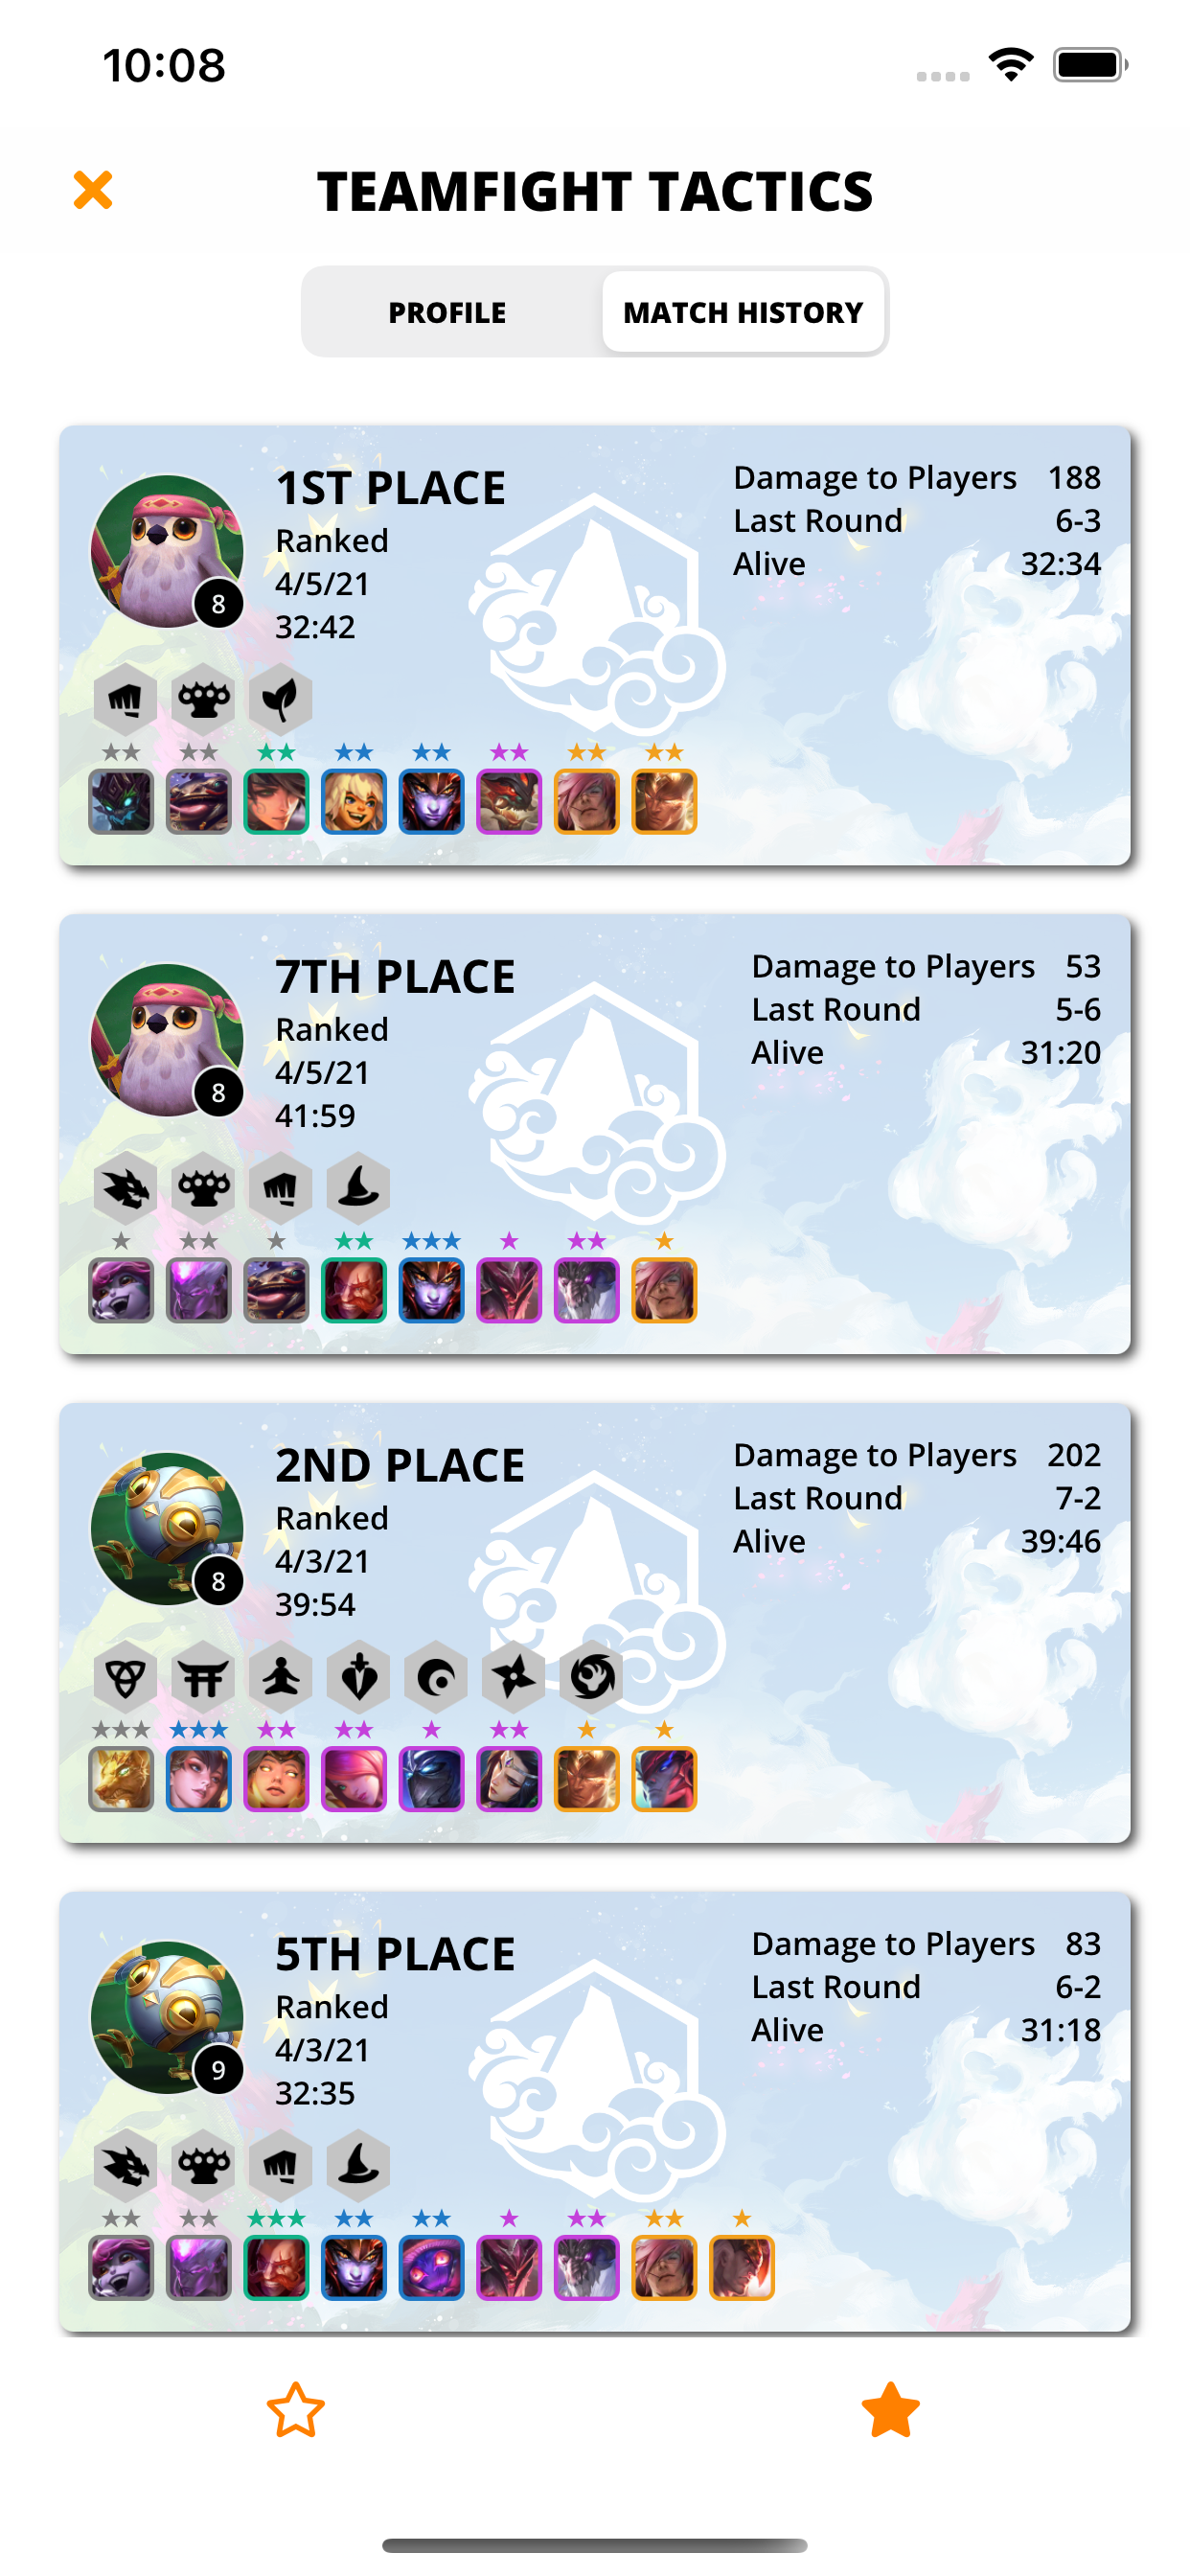 10:08
TEAMFIGHT TACTICS
PROFILE
MATCH HISTORY
1ST PLACE
Ranked
4/5/21
32:42
8
Damage to Players 188
Last Round 6-3
Alive 32:34
7TH PLACE
Ranked
4/5/21
41:59
8
Damage to Players 53
Last Round 5-6
Alive 31:20
2ND PLACE
Ranked
4/3/21
39:54
8
Damage to Players 202
Last Round 7-2
Alive 39:46
5TH PLACE
Ranked
4/3/21
32:35
9
Damage to Players 83
Last Round 6-2
Alive 31:18